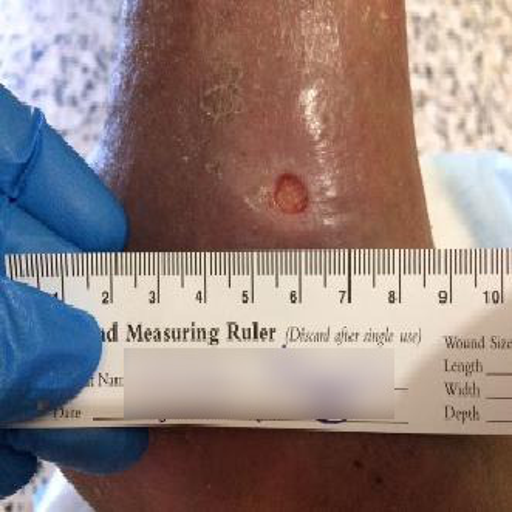 1 2 3 4 5 6 7 8 9 10
Measuring Ruler (Discard after single use)
Wound Size
Length
Width
Depth
Date